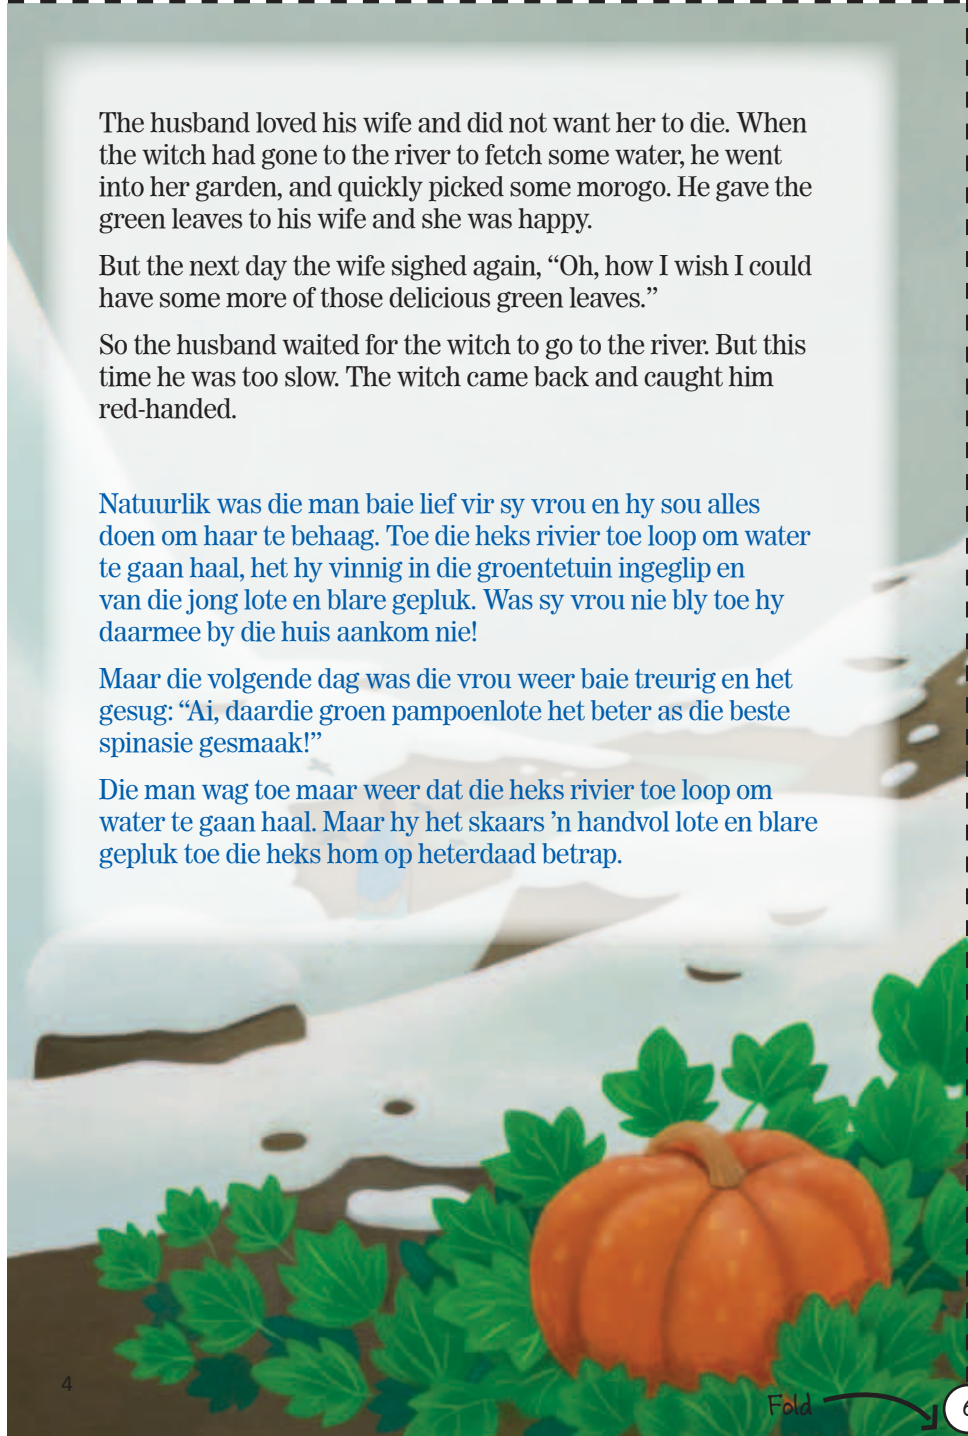 The husband loved his wife and did not want her to die. When
the witch had gone to the river to fetch some water, he went
into her garden, and quickly picked some morogo. He gave the
green leaves to his wife and she was happy.
But the next day the wife sighed again, “Oh, how I wish I could
have some more of those delicious green leaves.”
So the husband waited for the witch to go to the river. But this
time he was too slow. The witch came back and caught him
red-handed.
Natuurlik was die man baie lief vir sy vrou en hy sou alles
doen om haar te behaag. Toe die heks rivier toe loop om water
te gaan haal, het hy vinnig in die groentetuin ingeglip en
van die jong lote en blare gepluk. Was sy vrou nie bly toe hy
daarmee by die huis aankom nie!
Maar die volgende dag was die vrou weer baie treurig en het
gesug: “Ai, daardie groen pampoenlote het beter as die beste
spinasie gesmaak!”
Die man wag toe maar weer dat die heks rivier toe loop om
water te gaan haal. Maar hy het skaars ’n handvol lote en blare
gepluk toe die heks hom op heterdaad betrap.
4
Fold